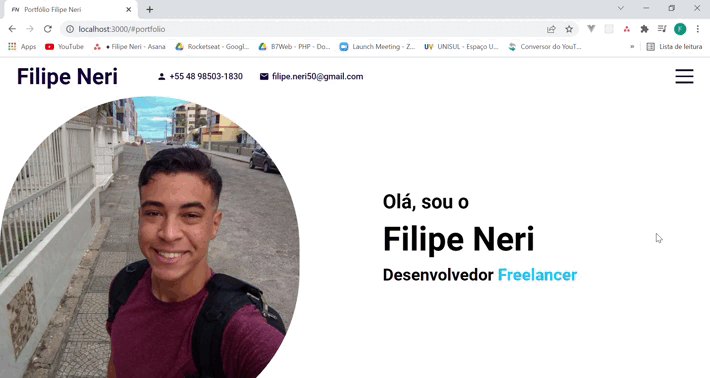 FN Portfólio Filipe Neri
localhost:3000/#portfolio
Apps YouTube • Filipe Neri - Asana Rocketseat - Googl... B7Web - PHP - Do... Launch Meeting - Z... UV UNISUL - Espaço U... Conversor do YouT... » Lista de leitura
Filipe Neri +55 48 98503-1830 filipe.neri50@gmail.com
Olá, sou o
Filipe Neri
Desenvolvedor Freelancer